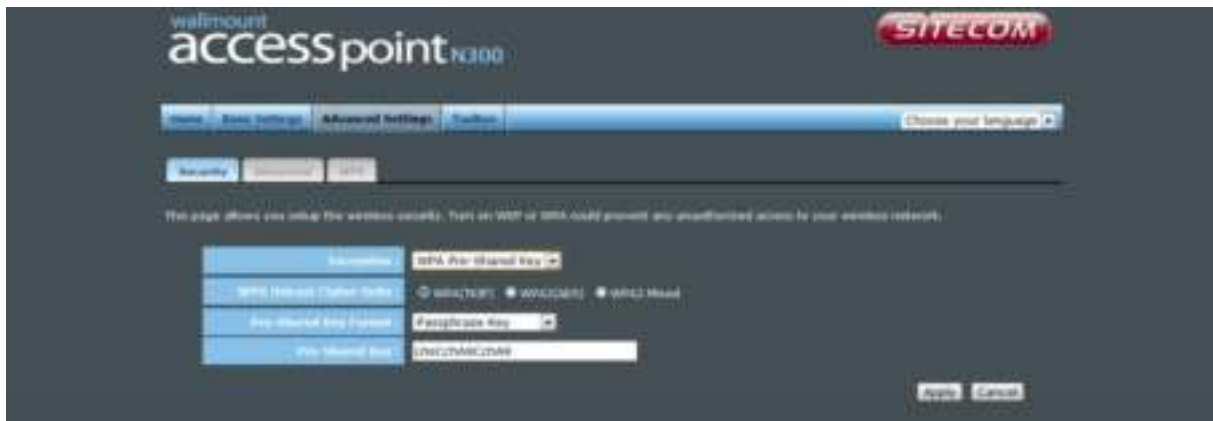 wallmount
accesspoint N300
SITECOM
Home Basic Settings Advanced Settings Toolbox
Choose your language
Security Advanced WPS
This page allows you setup the wireless security. Turn on WEP or WPA could prevent any unauthorized access to your wireless network.
Encryption WPA Pre-Shared Key
WPA Unicast Cipher Suite WPA(TKIP) WPA2(AES) WPA2 Mixed
Pre-Shared Key Format Passphrase Key
Pre-Shared Key
Apply Cancel